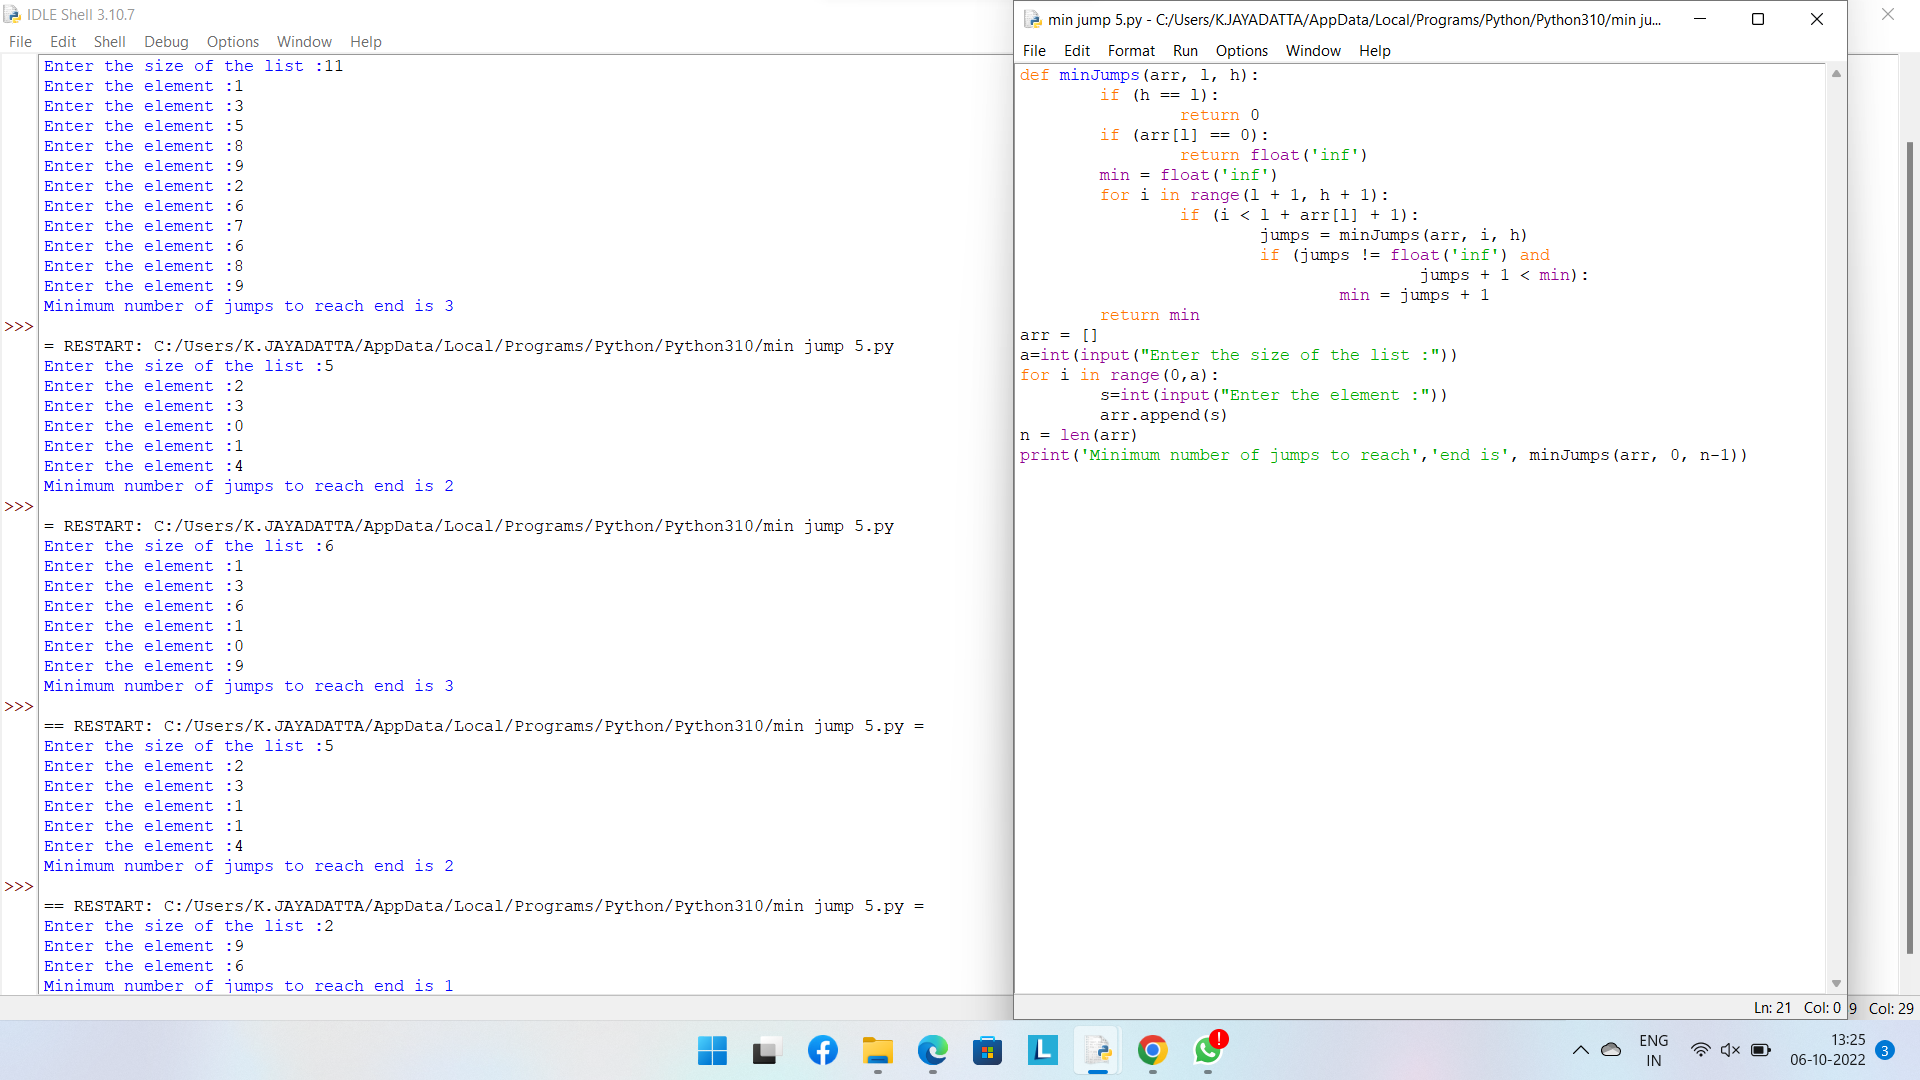 IDLE Shell 3.10.7
File Edit Shell Debug Options Window Help
Enter the size of the list :11
Enter the element :1
Enter the element :3
Enter the element :5
Enter the element :8
Enter the element :9
Enter the element :2
Enter the element :6
Enter the element :7
Enter the element :6
Enter the element :8
Enter the element :9
Minimum number of jumps to reach end is 3
>>>
= RESTART: C:/Users/K.JAYADATTA/AppData/Local/Programs/Python/Python310/min jump 5.py
Enter the size of the list :5
Enter the element :2
Enter the element :3
Enter the element :0
Enter the element :1
Enter the element :4
Minimum number of jumps to reach end is 2
>>>
= RESTART: C:/Users/K.JAYADATTA/AppData/Local/Programs/Python/Python310/min jump 5.py
Enter the size of the list :6
Enter the element :1
Enter the element :3
Enter the element :6
Enter the element :1
Enter the element :0
Enter the element :9
Minimum number of jumps to reach end is 3
>>>
== RESTART: C:/Users/K.JAYADATTA/AppData/Local/Programs/Python/Python310/min jump 5.py =
Enter the size of the list :5
Enter the element :2
Enter the element :3
Enter the element :1
Enter the element :1
Enter the element :4
Minimum number of jumps to reach end is 2
>>>
== RESTART: C:/Users/K.JAYADATTA/AppData/Local/Programs/Python/Python310/min jump 5.py =
Enter the size of the list :2
Enter the element :9
Enter the element :6
Minimum number of jumps to reach end is 1
min jump 5.py - C:/Users/K.JAYADATTA/AppData/Local/Programs/Python/Python310/min ju...
File Edit Format Run Options Window Help
def minJumps(arr, l, h):
        if (h == l):
                return 0
        if (arr[l] == 0):
                return float('inf')
        min = float('inf')
        for i in range(l + 1, h + 1):
                if (i < l + arr[l] + 1):
                        jumps = minJumps(arr, i, h)
                        if (jumps != float('inf') and
                                        jumps + 1 < min):
                                min = jumps + 1
        return min
arr = []
a=int(input("Enter the size of the list :"))
for i in range(0,a):
        s=int(input("Enter the element :"))
        arr.append(s)
n = len(arr)
print('Minimum number of jumps to reach','end is', minJumps(arr, 0, n-1))
Ln: 21 Col: 0
9 Col: 29
L
!
ENG
IN
13:25
06-10-2022
3